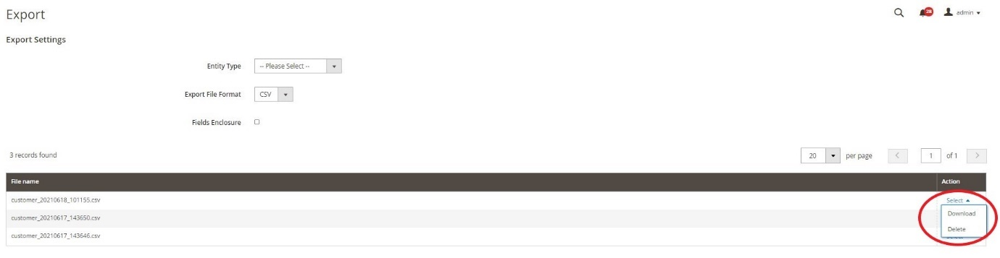 Export
28
admin
Export Settings
Entity Type
-- Please Select --
Export File Format
CSV
Fields Enclosure
3 records found
20
per page
1
of 1
File name
Action
customer_20210618_101155.csv
Select
customer_20210617_143650.csv
Download
Delete
customer_20210617_143646.csv